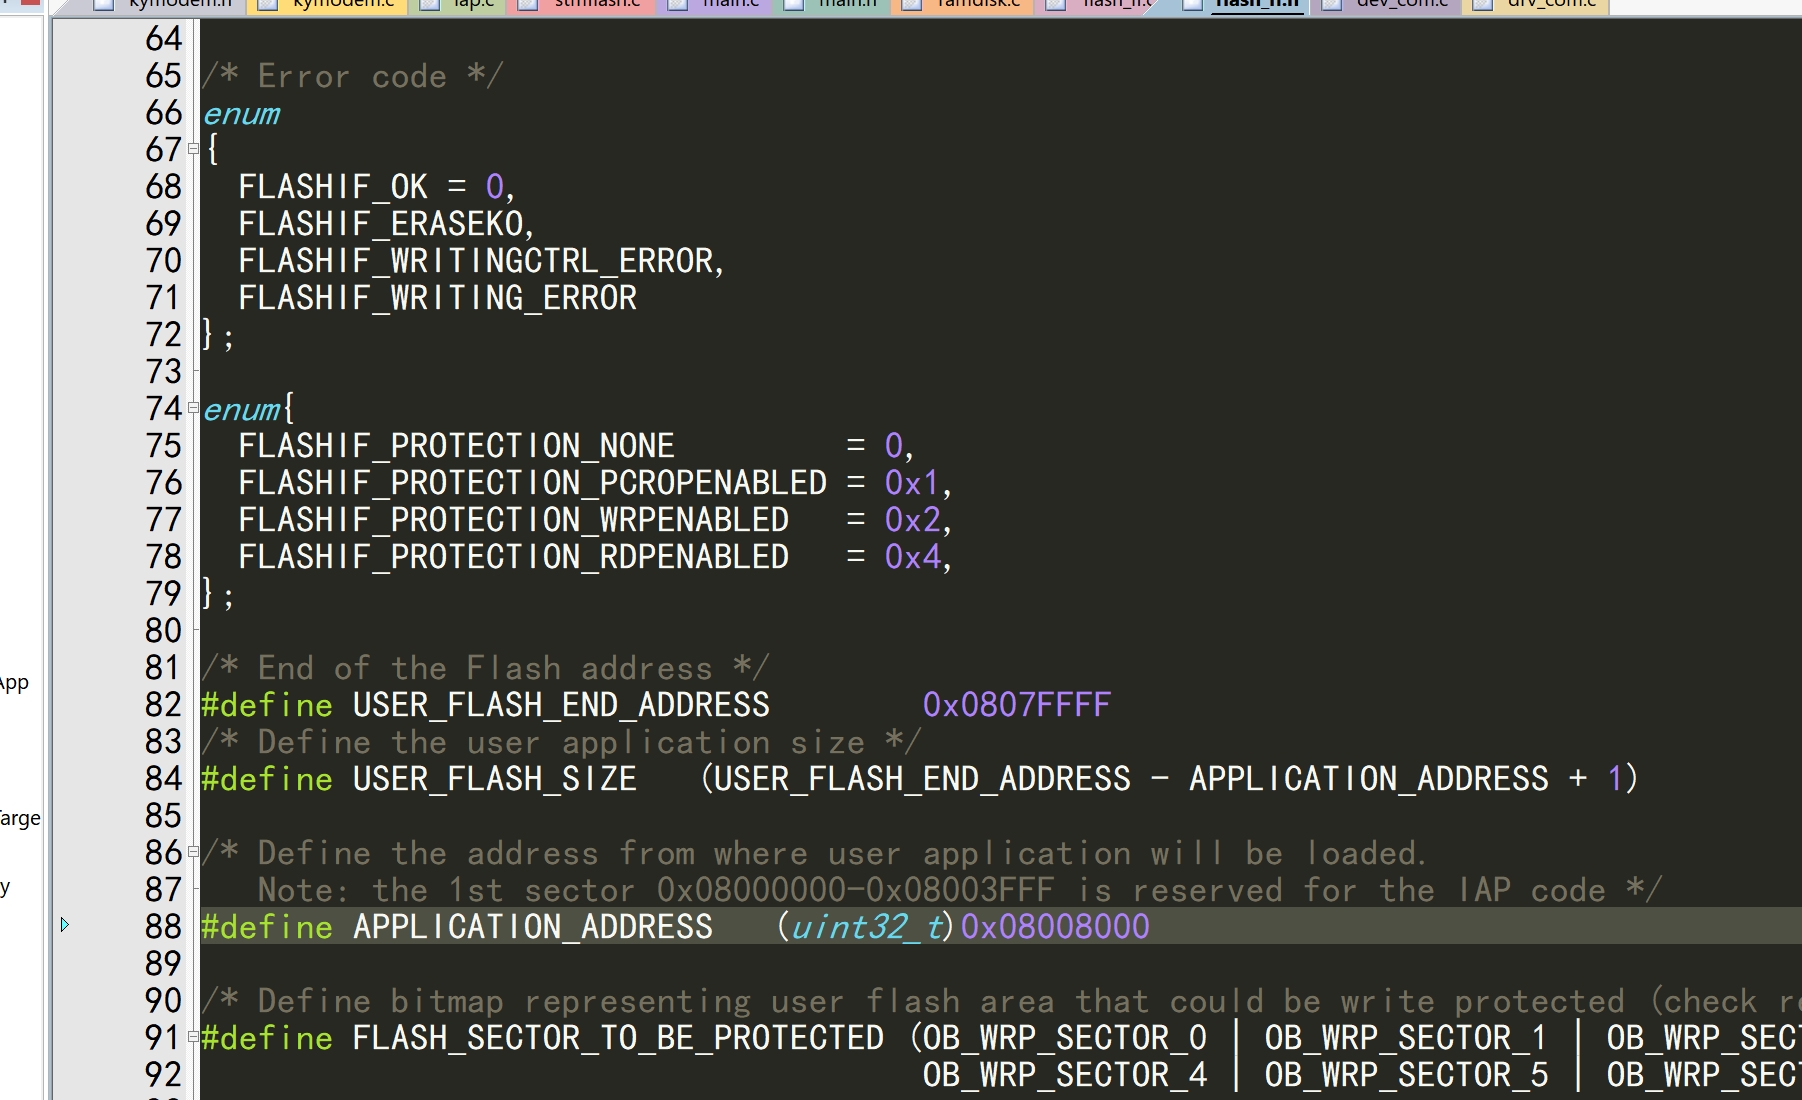 kymodem.h kymodem.c iap.c stmflash.c main.c main.h ramdisk.c flash_if.c flash_if.h dev_com.c drv_com.c
64
65 /* Error code */
66 enum
67 {
68 FLASHIF_OK = 0,
69 FLASHIF_ERASEKO,
70 FLASHIF_WRITINGCTRL_ERROR,
71 FLASHIF_WRITING_ERROR
72 };
73
74 enum{
75 FLASHIF_PROTECTION_NONE = 0,
76 FLASHIF_PROTECTION_PCROPENABLED = 0x1,
77 FLASHIF_PROTECTION_WRPENABLED = 0x2,
78 FLASHIF_PROTECTION_RDPENABLED = 0x4,
79 };
80
81 /* End of the Flash address */
App
82 #define USER_FLASH_END_ADDRESS 0x0807FFFF
83 /* Define the user application size */
84 #define USER_FLASH_SIZE (USER_FLASH_END_ADDRESS - APPLICATION_ADDRESS + 1)
85
Targe
86 /* Define the address from where user application will be loaded.
87 Note: the 1st sector 0x08000000-0x08003FFF is reserved for the IAP code */
y
88 #define APPLICATION_ADDRESS (uint32_t)0x08008000
89
90 /* Define bitmap representing user flash area that could be write protected (check
91 #define FLASH_SECTOR_TO_BE_PROTECTED (OB_WRP_SECTOR_0 | OB_WRP_SECTOR_1 | OB_WRP_SEC
92 OB_WRP_SECTOR_4 | OB_WRP_SECTOR_5 | OB_WRP_SEC